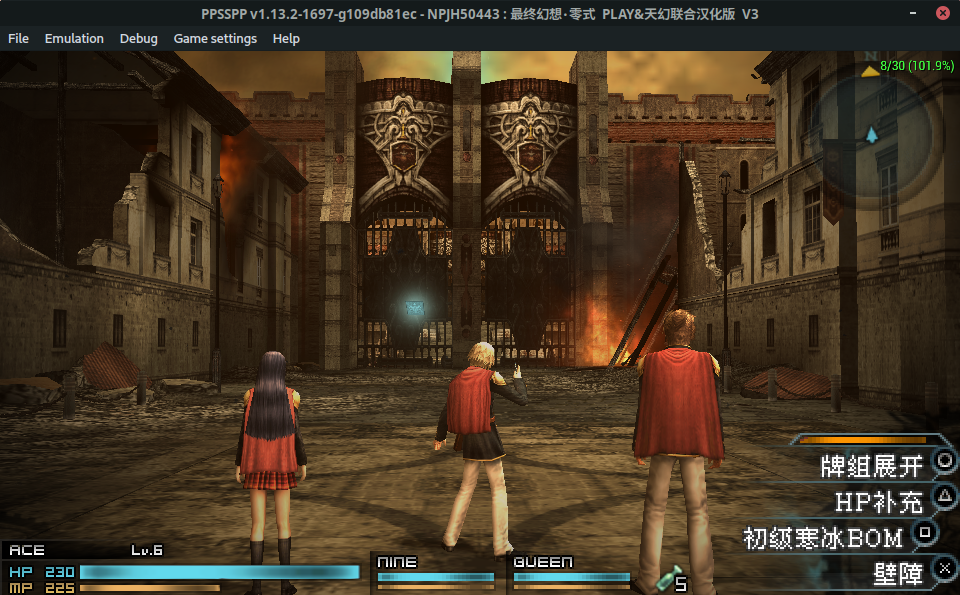 PPSSPP v1.13.2-1697-g109db81ec - NPJH50443 : 最终幻想·零式 PLAY&天幻联合汉化版 V3
File Emulation Debug Game settings Help
N
8/30 (101.9%)
牌组展开
HP补充
初级寒冰BOM
壁障
ACE Lv.6
HP 230
MP 225
NINE
QUEEN
5